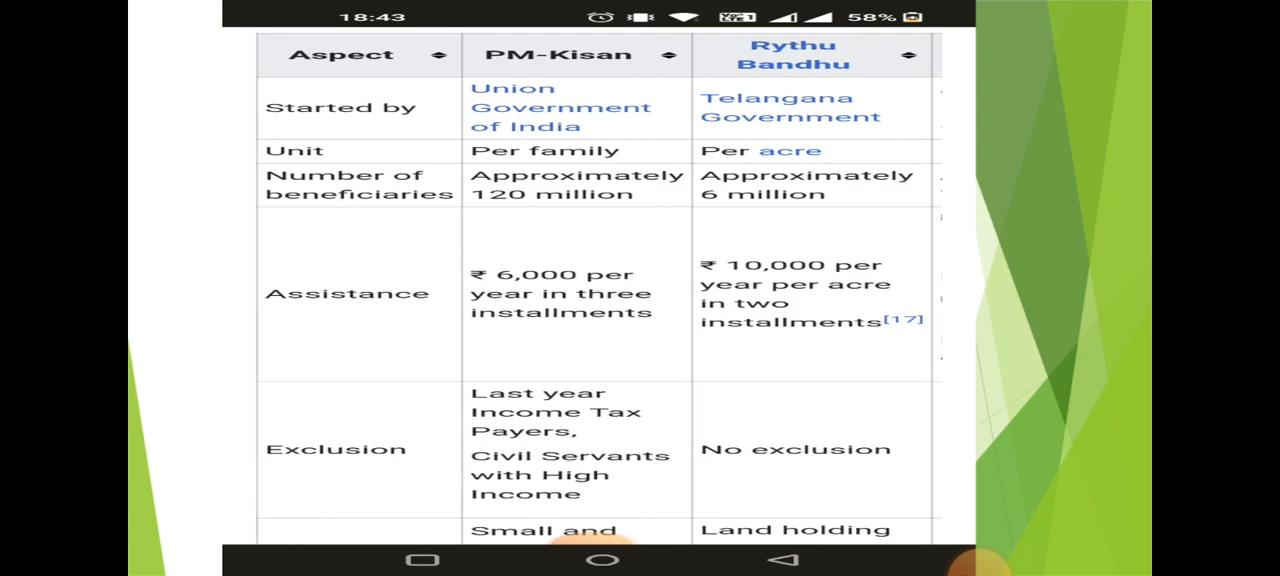 18:43
58%
Aspect
PM-Kisan
Rythu
Bandhu
Started by
Union
Government
of India
Telangana
Government
Unit
Per family
Per acre
Number of
beneficiaries
Approximately
120 million
Approximately
6 million
Assistance
₹ 6,000 per
year in three
installments
₹ 10,000 per
year per acre
in two
installments[17]
Exclusion
Last year
Income Tax
Payers,
Civil Servants
with High
Income
No exclusion
Small and
Land holding